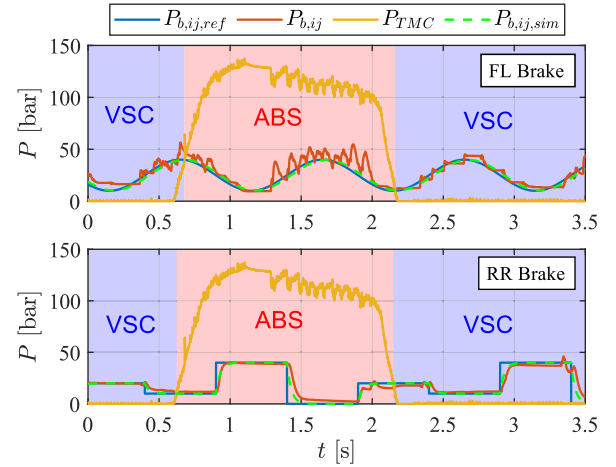 P_{b,ij,ref} P_{b,ij} P_{TMC} P_{b,ij,sim}
150
100
50
0
P [bar]
FL Brake
VSC ABS VSC
0 0.5 1 1.5 2 2.5 3 3.5
150
100
50
0
P [bar]
RR Brake
VSC ABS VSC
0 0.5 1 1.5 2 2.5 3 3.5
t [s]